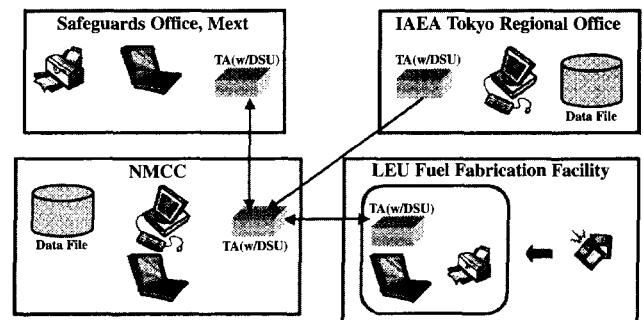 Safeguards Office, Mext
TA(w/DSU)
IAEA Tokyo Regional Office
TA(w/DSU)
Data File
NMCC
Data File
TA(w/DSU)
LEU Fuel Fabrication Facility
TA(w/DSU)